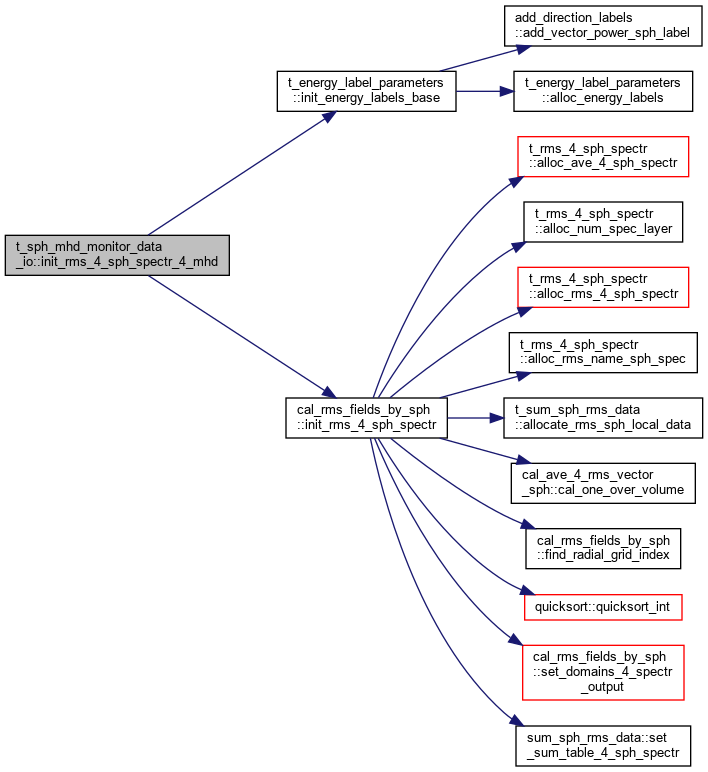 add_direction_labels
::add_vector_power_sph_label
t_energy_label_parameters
::init_energy_labels_base
t_energy_label_parameters
::alloc_energy_labels
t_rms_4_sph_spectr
::alloc_ave_4_sph_spectr
t_rms_4_sph_spectr
::alloc_num_spec_layer
t_sph_mhd_monitor_data
_io::init_rms_4_sph_spectr_4_mhd
t_rms_4_sph_spectr
::alloc_rms_4_sph_spectr
t_rms_4_sph_spectr
::alloc_rms_name_sph_spec
cal_rms_fields_by_sph
::init_rms_4_sph_spectr
t_sum_sph_rms_data
::allocate_rms_sph_local_data
cal_ave_4_rms_vector
_sph::cal_one_over_volume
cal_rms_fields_by_sph
::find_radial_grid_index
quicksort::quicksort_int
cal_rms_fields_by_sph
::set_domains_4_spectr
_output
sum_sph_rms_data::set
_sum_table_4_sph_spectr